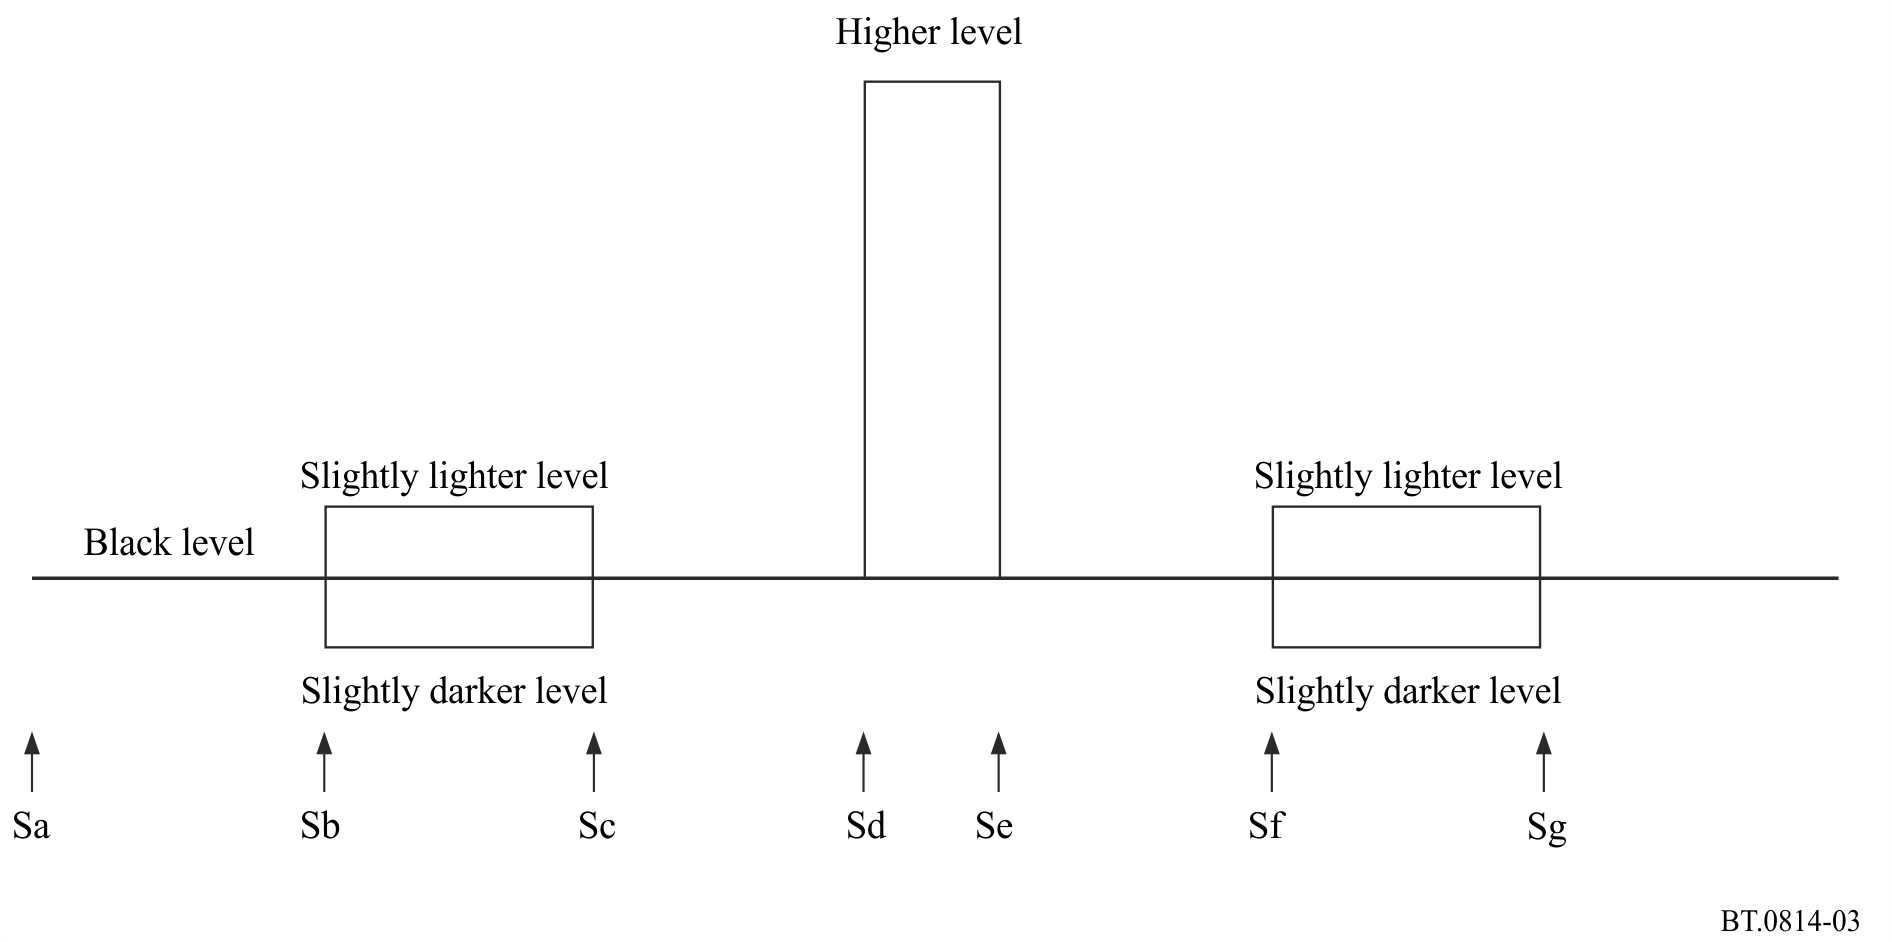 Higher level
Slightly lighter level
Slightly lighter level
Black level
Slightly darker level
Slightly darker level
Sa
Sb
Sc
Sd
Se
Sf
Sg
BT.0814-03